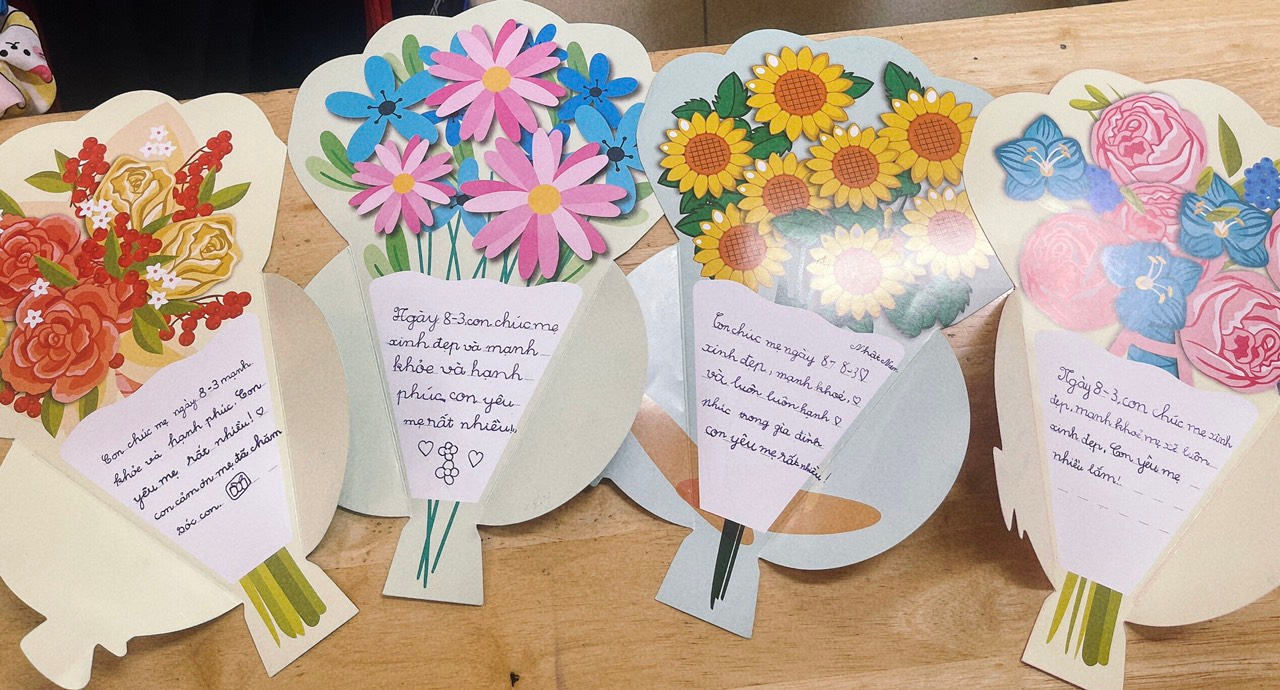 Con chúc mẹ ngày 8-3 mạnh
khỏe và hạnh phúc. Con
yêu mẹ rất nhiều! ♡
con cảm ơn mẹ đã chăm
sóc con.
Ngày 8-3, con chúc mẹ
xinh đẹp và mạnh
khỏe và hạnh
phúc, con yêu
mẹ rất nhiều!
Nhật
Con chúc mẹ ngày 8-3 ♡
xinh đẹp, mạnh khoẻ, ♡
và luôn luôn hạnh ♡
phúc trong gia đình
con yêu mẹ rất nhiều!
Ngày 8-3, con chúc mẹ xinh
đẹp, mạnh khoẻ mẹ sẽ luôn
xinh đẹp, Con yêu mẹ
nhiều lắm!